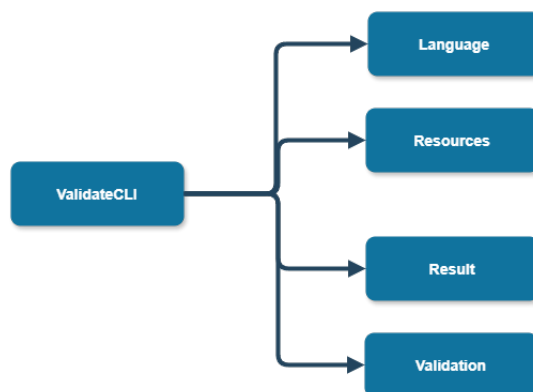 Language
Resources
ValidateCLI
Result
Validation